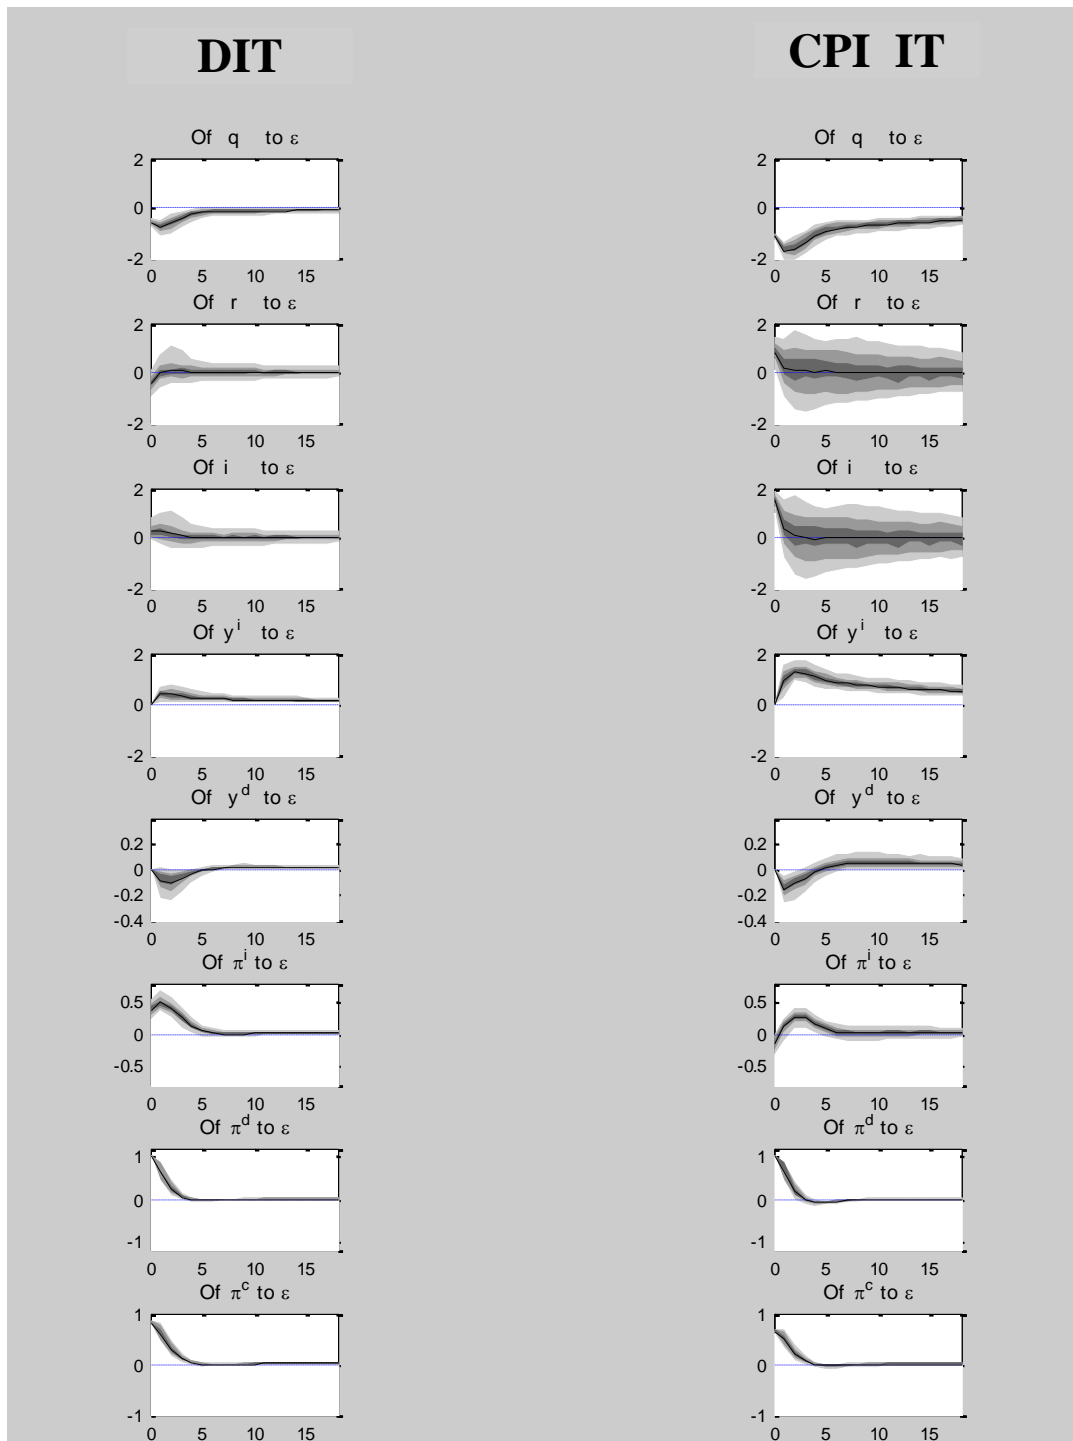 DIT
CPI IT
Of q to ε
2
0
-2
0 5 10 15
Of q to ε
2
0
-2
0 5 10 15
Of r to ε
2
0
-2
0 5 10 15
Of r to ε
2
0
-2
0 5 10 15
Of i to ε
2
0
-2
0 5 10 15
Of i to ε
2
0
-2
0 5 10 15
Of y^i to ε
2
0
-2
0 5 10 15
Of y^i to ε
2
0
-2
0 5 10 15
Of y^d to ε
0.2
0
-0.2
-0.4
0 5 10 15
Of y^d to ε
0.2
0
-0.2
-0.4
0 5 10 15
Of π^i to ε
0.5
0
-0.5
0 5 10 15
Of π^i to ε
0.5
0
-0.5
0 5 10 15
Of π^d to ε
1
0
-1
0 5 10 15
Of π^d to ε
1
0
-1
0 5 10 15
Of π^c to ε
1
0
-1
0 5 10 15
Of π^c to ε
1
0
-1
0 5 10 15